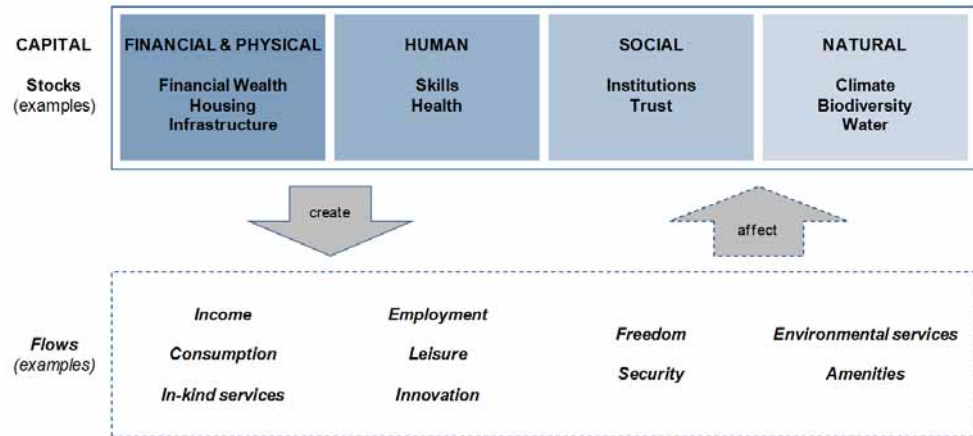 CAPITAL
FINANCIAL & PHYSICAL
HUMAN
SOCIAL
NATURAL
Stocks
(examples)
Financial Wealth
Housing
Infrastructure
Skills
Health
Institutions
Trust
Climate
Biodiversity
Water
create
affect
Flows
(examples)
Income
Consumption
In-kind services
Employment
Leisure
Innovation
Freedom
Security
Environmental services
Amenities